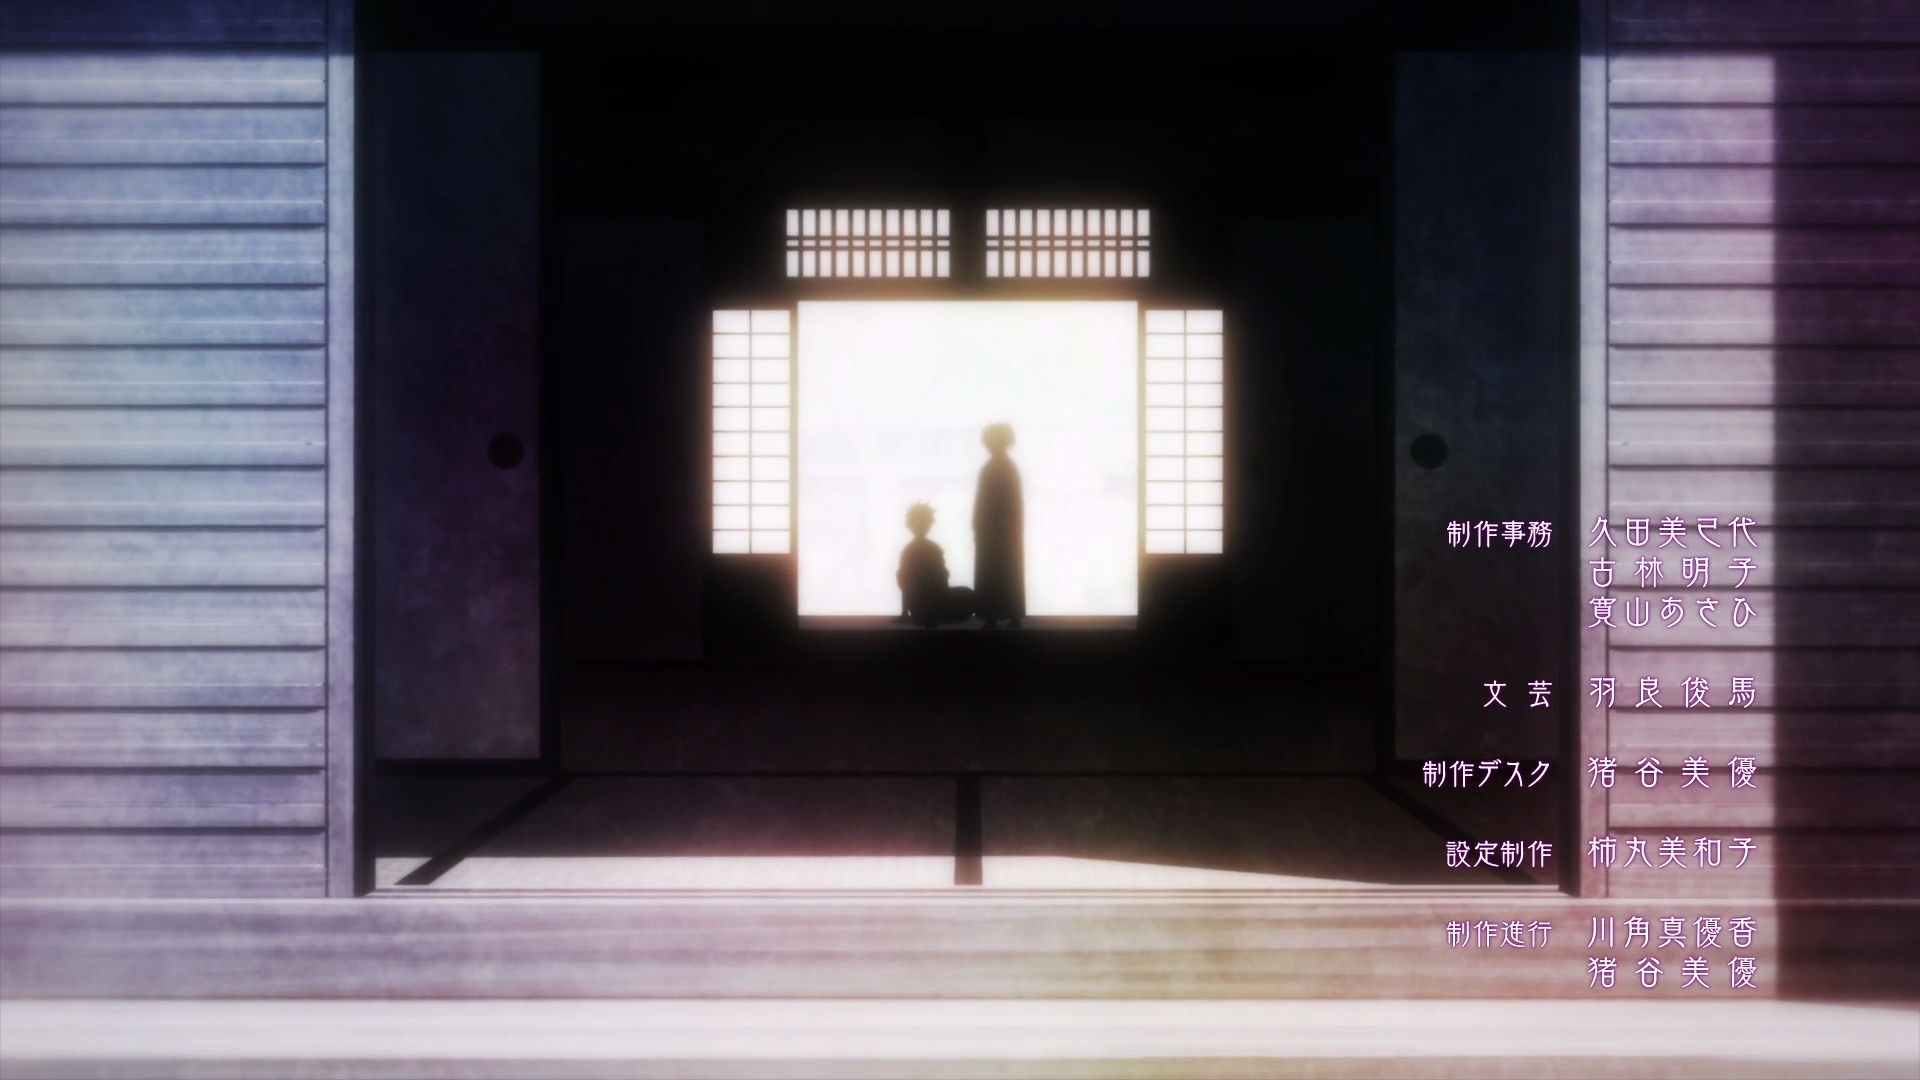 制作事務 久田美弓代
古林明子
寛山あさひ
文芸 羽良俊馬
制作デスク 猪谷美優
設定制作 柿丸美和子
制作進行 川角真優香
猪谷美優